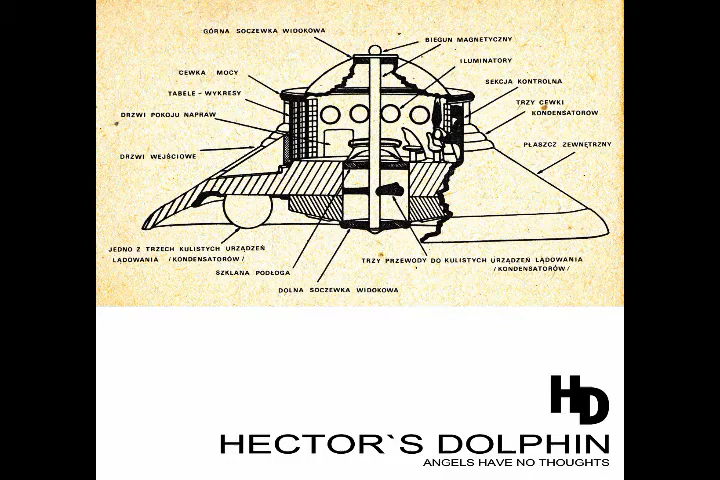 GÓRNA SOCZEWKA WIDOKOWA
BIEGUN MAGNETYCZNY
ILUMINATORY
CEWKA MOCY
SEKCJA KONTROLNA
TABELE - WYKRESY
TRZY CEWKI
KONDENSATORÓW
DRZWI POKOJU NAPRAW
PŁASZCZ ZEWNĘTRZNY
DRZWI WEJŚCIOWE
JEDNO Z TRZECH KULISTYCH URZĄDZEŃ
LĄDOWANIA /KONDENSATORÓW/
TRZY PRZEWODY DO KULISTYCH URZĄDZEŃ LĄDOWANIA
/KONDENSATORÓW/
SZKLANA PODŁOGA
DOLNA SOCZEWKA WIDOKOWA
HD
HECTOR`S DOLPHIN
ANGELS HAVE NO THOUGHTS